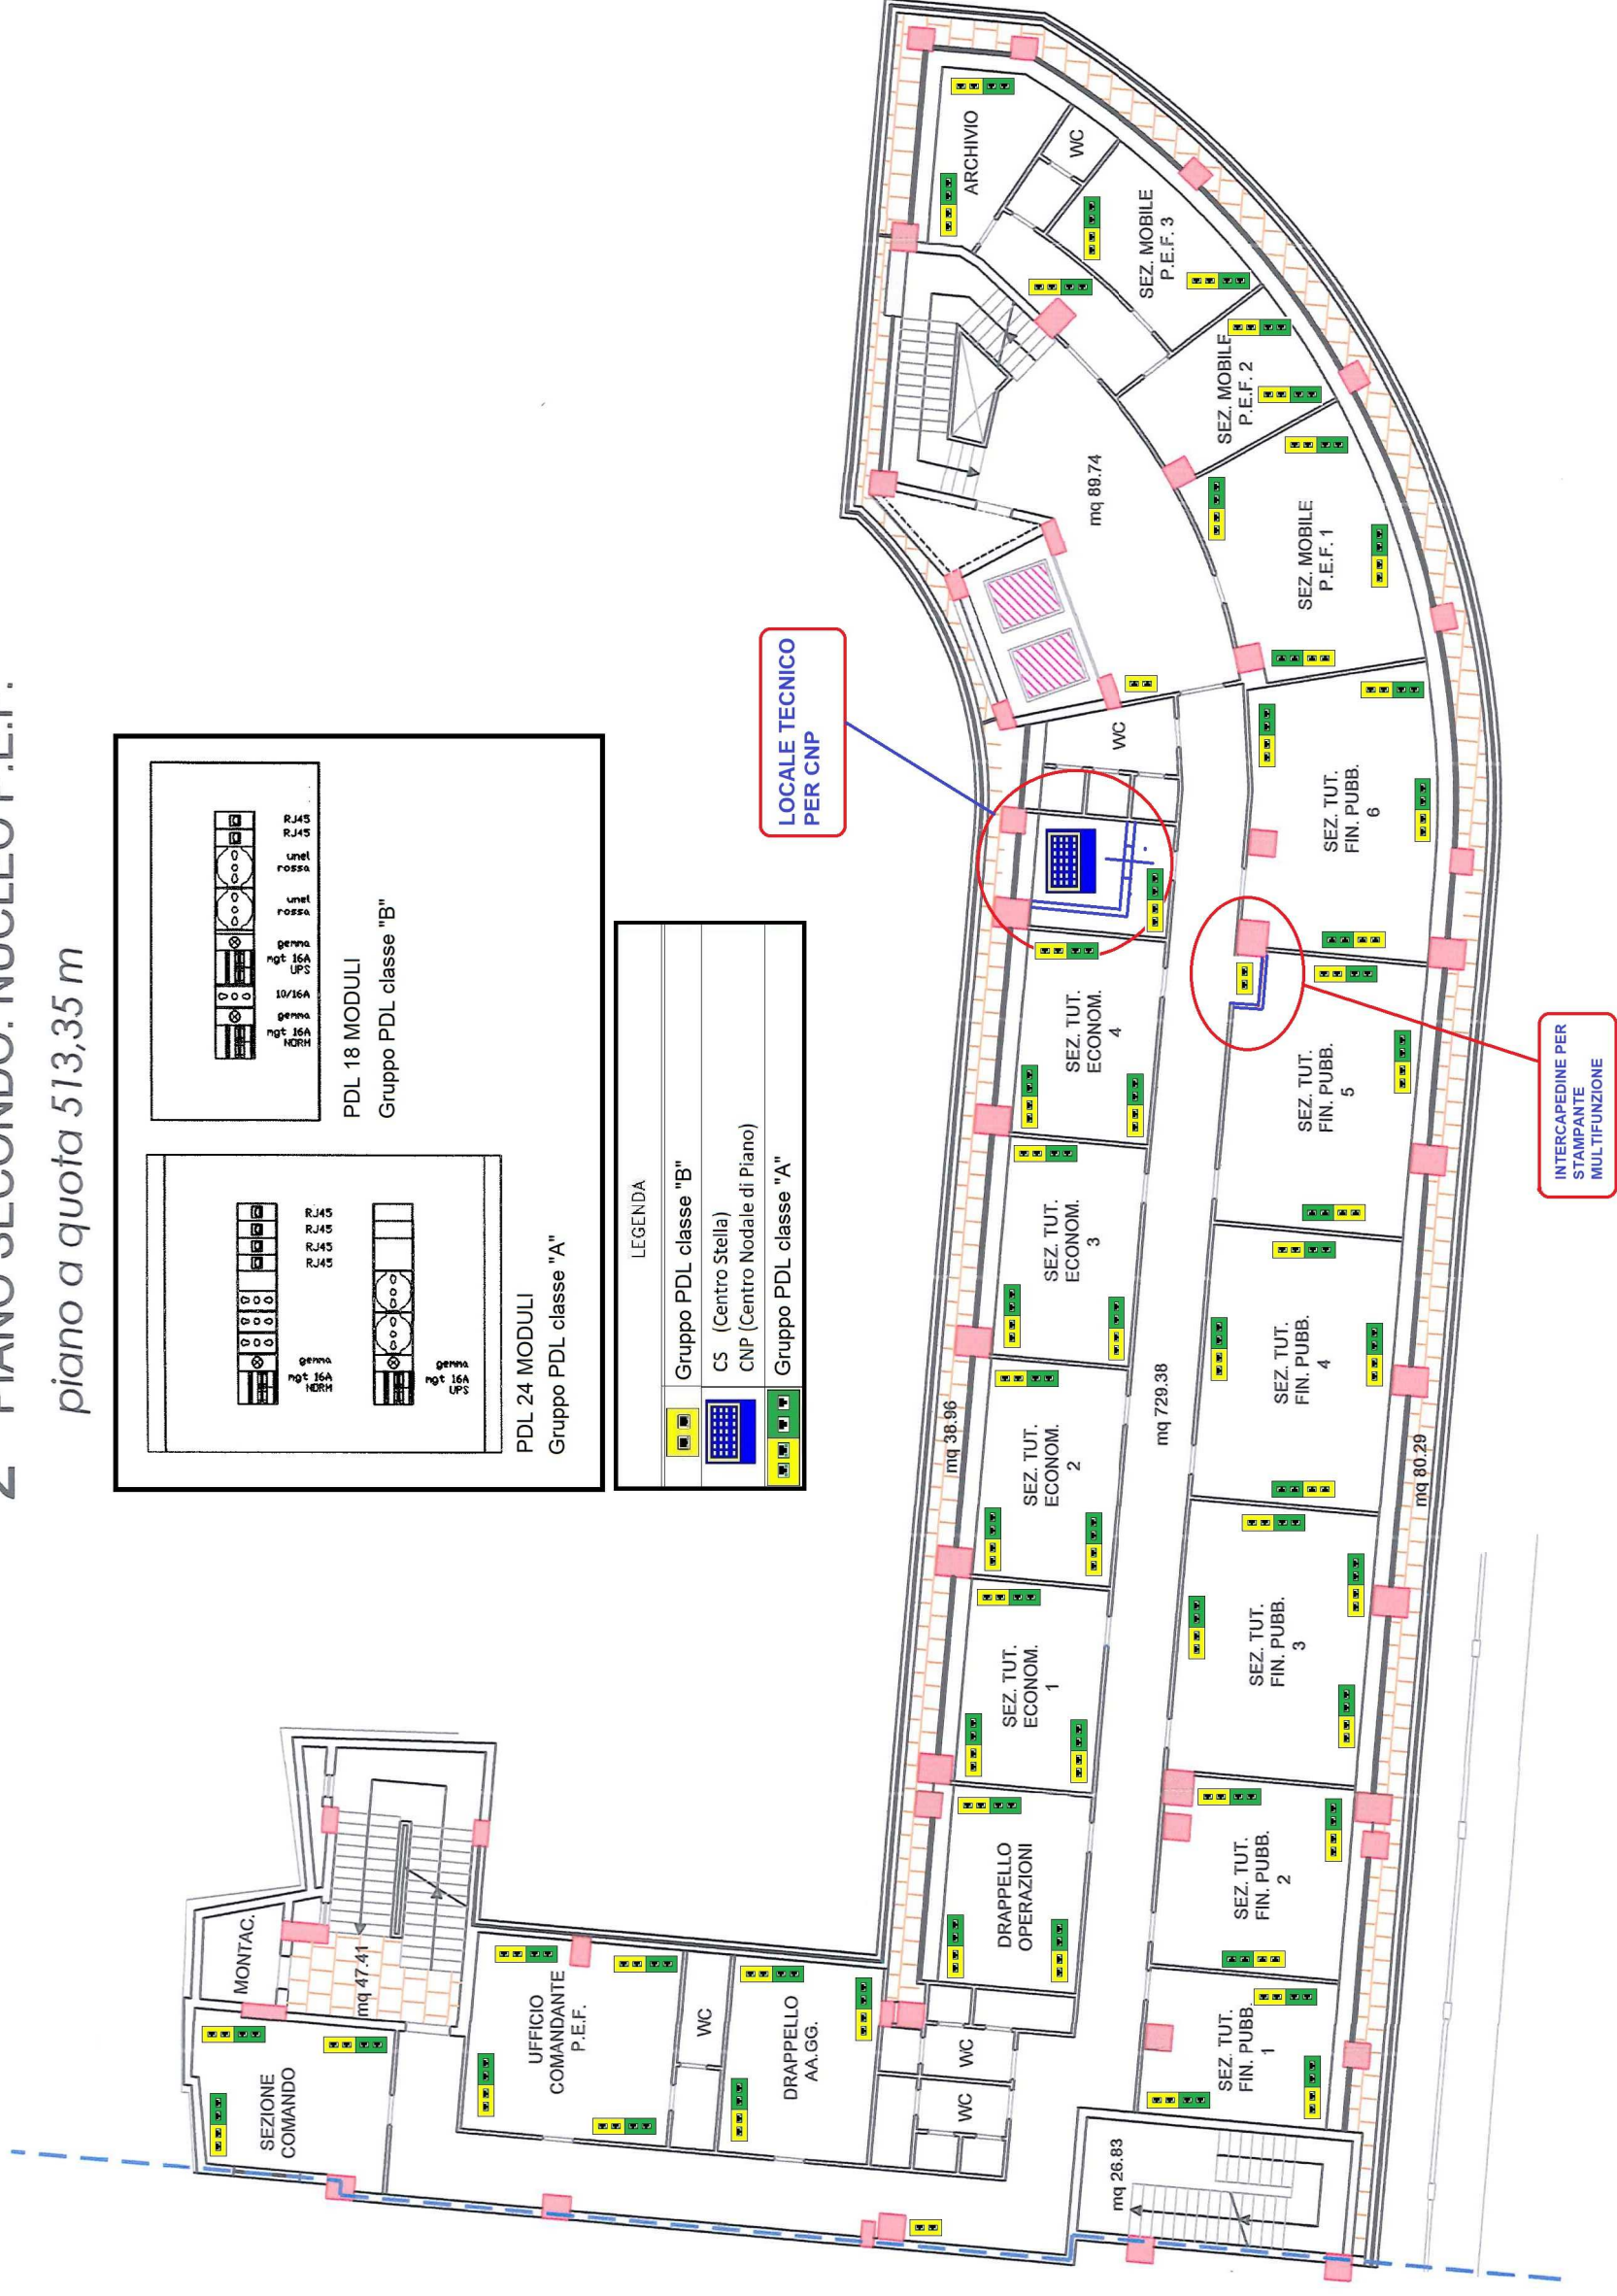 piano a quota 513,35 m
RJ45
RJ45
RJ45
RJ45
gemma
mgt 16A
NORM
gemma
mgt 16A
UPS
PDL 24 MODULI
Gruppo PDL classe "A"
RJ45
RJ45
unel
rossa
unel
rossa
gemma
mgt 16A
UPS
10/16A
gemma
mgt 16A
NORM
PDL 18 MODULI
Gruppo PDL classe "B"
LEGENDA
Gruppo PDL classe "B"
CS (Centro Stella)
CNP (Centro Nodale di Piano)
Gruppo PDL classe "A"
LOCALE TECNICO
PER CNP
INTERCAPEDINE PER
STAMPANTE
MULTIFUNZIONE
SEZIONE
COMANDO
MONTAC.
mq 47.41
UFFICIO
COMANDANTE
P.E.F.
WC
DRAPPELLO
AA.GG.
WC
WC
mq 26.83
DRAPPELLO
OPERAZIONI
SEZ. TUT.
ECONOM.
1
SEZ. TUT.
ECONOM.
2
SEZ. TUT.
ECONOM.
3
SEZ. TUT.
ECONOM.
4
mq 38.96
mq 729.38
mq 80.29
WC
mq 89.74
ARCHIVIO
WC
SEZ. MOBILE
P.E.F. 3
SEZ. MOBILE
P.E.F. 2
SEZ. MOBILE
P.E.F. 1
SEZ. TUT.
FIN. PUBB.
6
SEZ. TUT.
FIN. PUBB.
5
SEZ. TUT.
FIN. PUBB.
4
SEZ. TUT.
FIN. PUBB.
3
SEZ. TUT.
FIN. PUBB.
2
SEZ. TUT.
FIN. PUBB.
1